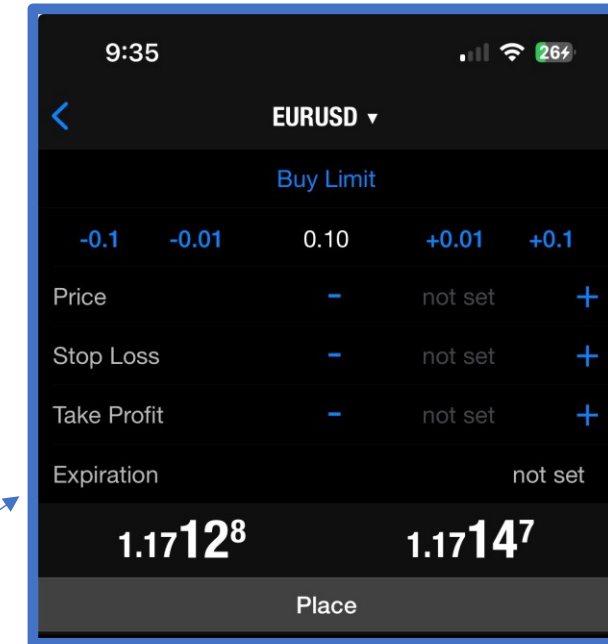 9:35 26
EURUSD ▾
Buy Limit
-0.1 -0.01 0.10 +0.01 +0.1
Price - not set +
Stop Loss - not set +
Take Profit - not set +
Expiration not set
1.17128 1.17147
Place